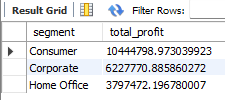 Result Grid Filter Rows:
segment total_profit
Consumer 10444798.973039923
Corporate 6227770.885860272
Home Office 3797472.196780007